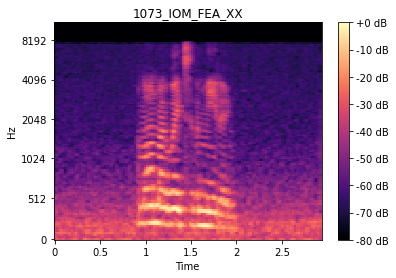 1073_IOM_FEA_XX
Hz
8192
4096
2048
1024
512
0
0
0.5
1
1.5
2
2.5
Time
+0 dB
-10 dB
-20 dB
-30 dB
-40 dB
-50 dB
-60 dB
-70 dB
-80 dB